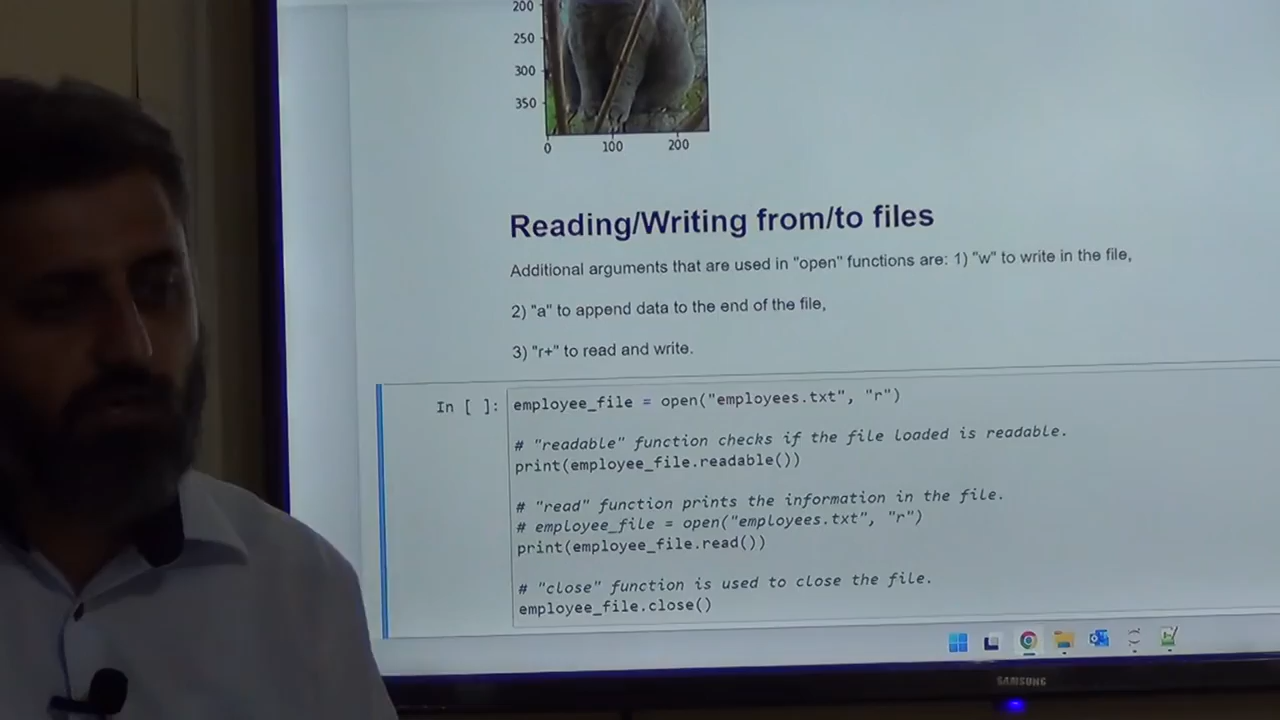 200
250
300
350
0 100 200
Reading/Writing from/to files
Additional arguments that are used in "open" functions are: 1) "w" to write in the file,
2) "a" to append data to the end of the file,
3) "r+" to read and write.
In [ ]: employee_file = open("employees.txt", "r")
# "readable" function checks if the file loaded is readable.
print(employee_file.readable())
# "read" function prints the information in the file.
# employee_file = open("employees.txt", "r")
print(employee_file.read())
# "close" function is used to close the file.
employee_file.close()
SAMSUNG